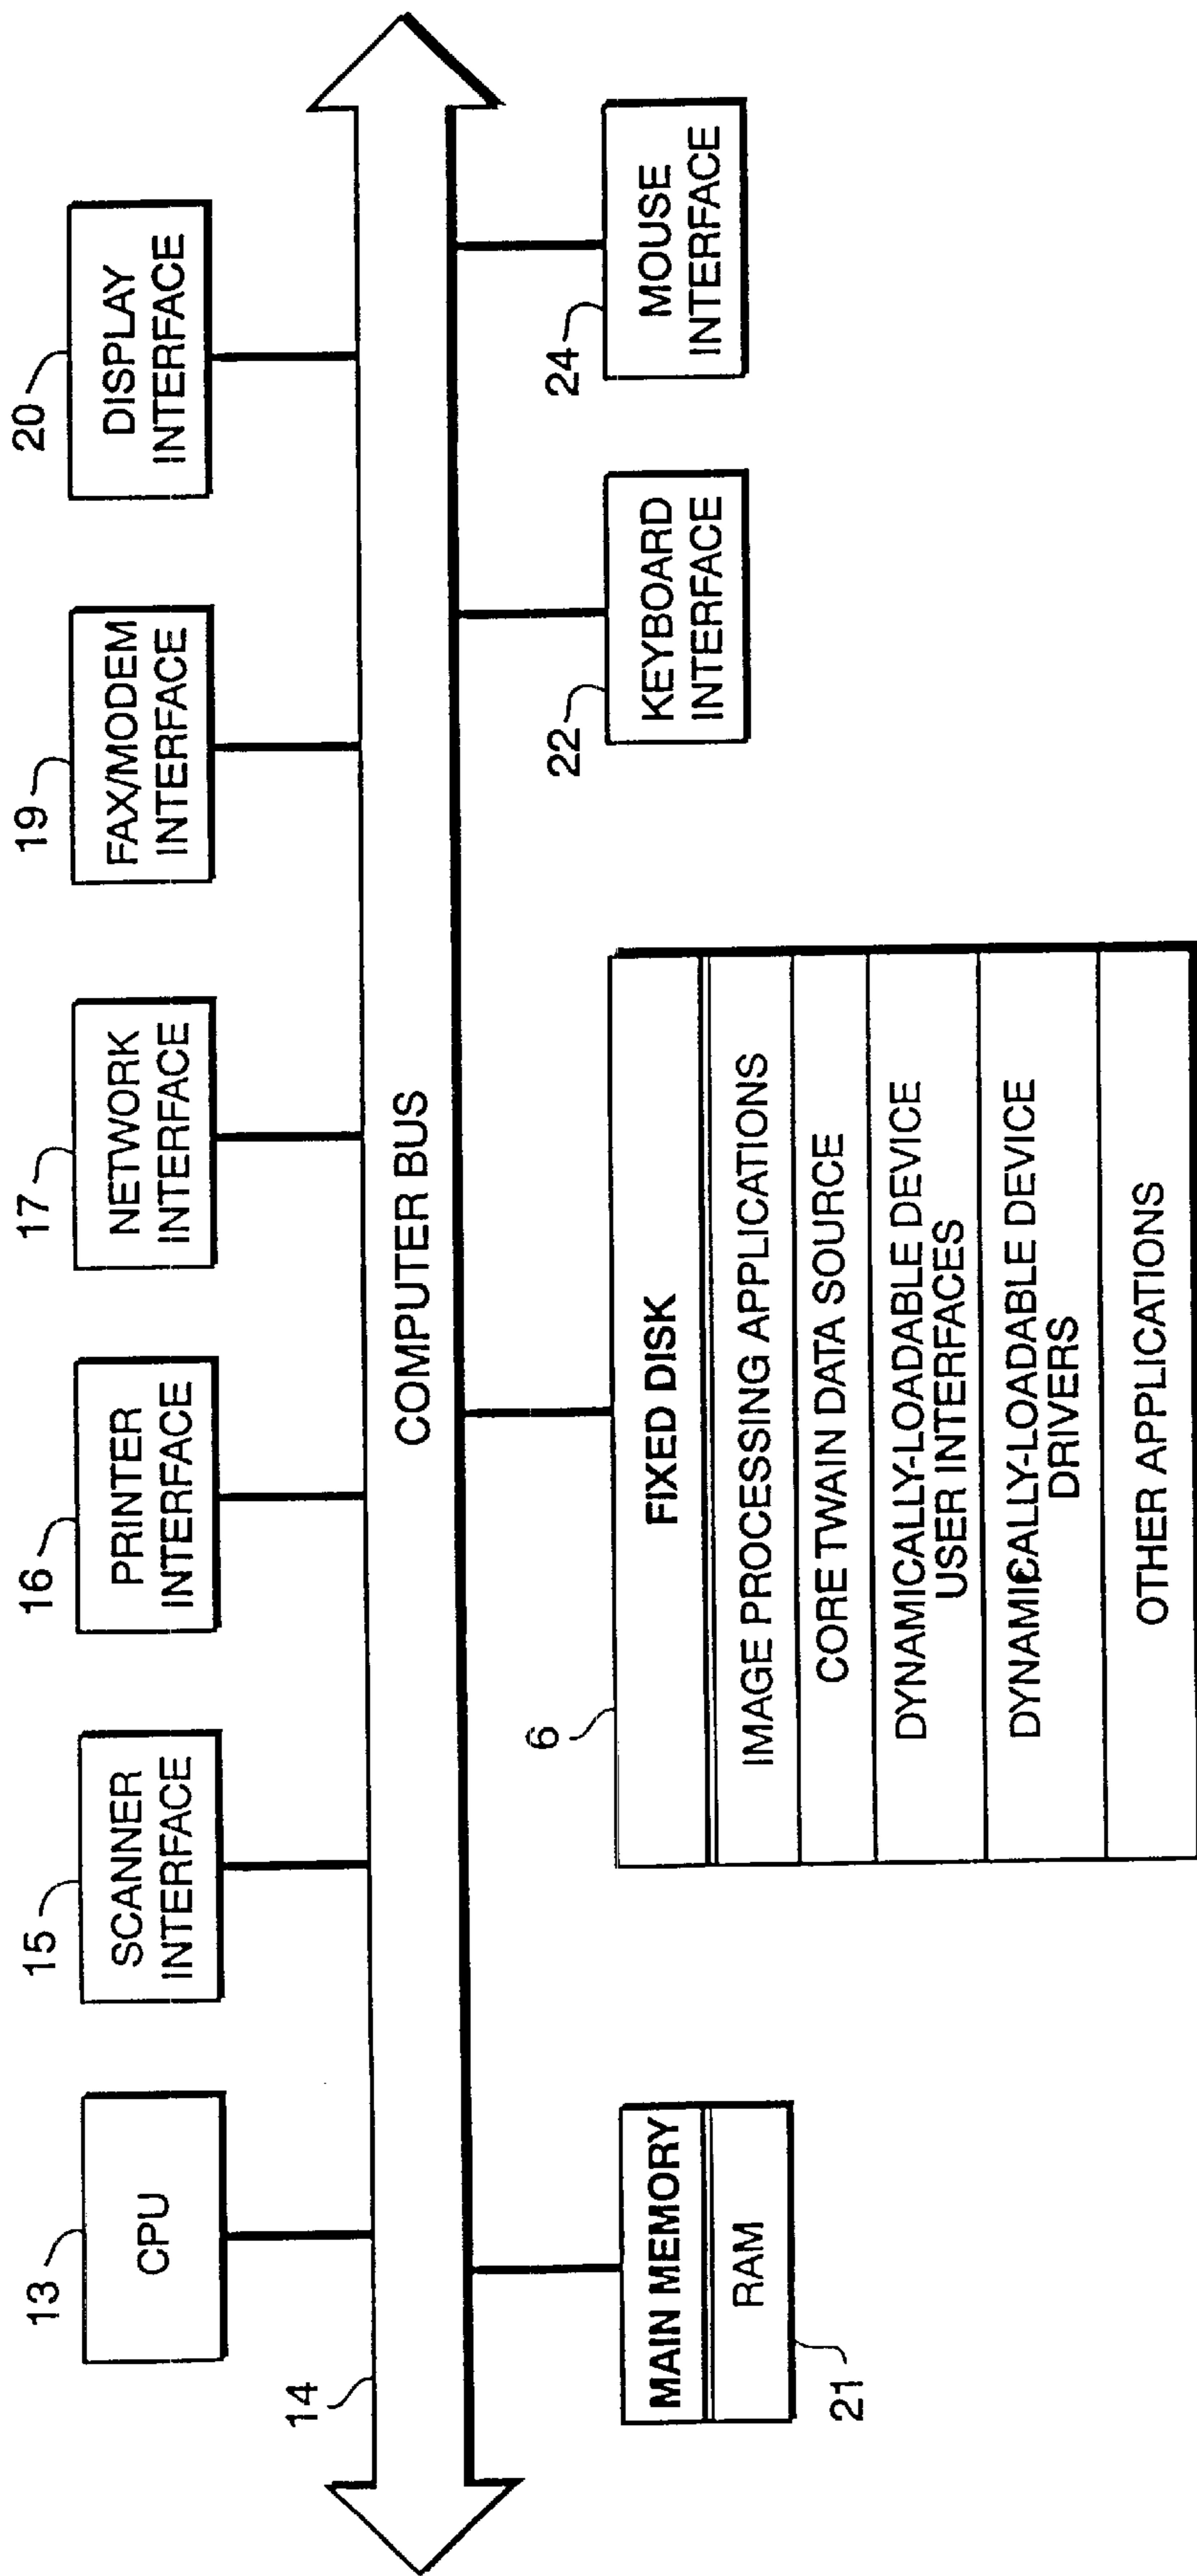 13
CPU
15
SCANNER
INTERFACE
16
PRINTER
INTERFACE
17
NETWORK
INTERFACE
19
FAX/MODEM
INTERFACE
20
DISPLAY
INTERFACE
14
COMPUTER BUS
MAIN MEMORY
RAM
21
6
FIXED DISK
IMAGE PROCESSING APPLICATIONS
CORE TWAIN DATA SOURCE
DYNAMICALLY-LOADABLE DEVICE
USER INTERFACES
DYNAMICALLY-LOADABLE DEVICE
DRIVERS
OTHER APPLICATIONS
22
KEYBOARD
INTERFACE
24
MOUSE
INTERFACE